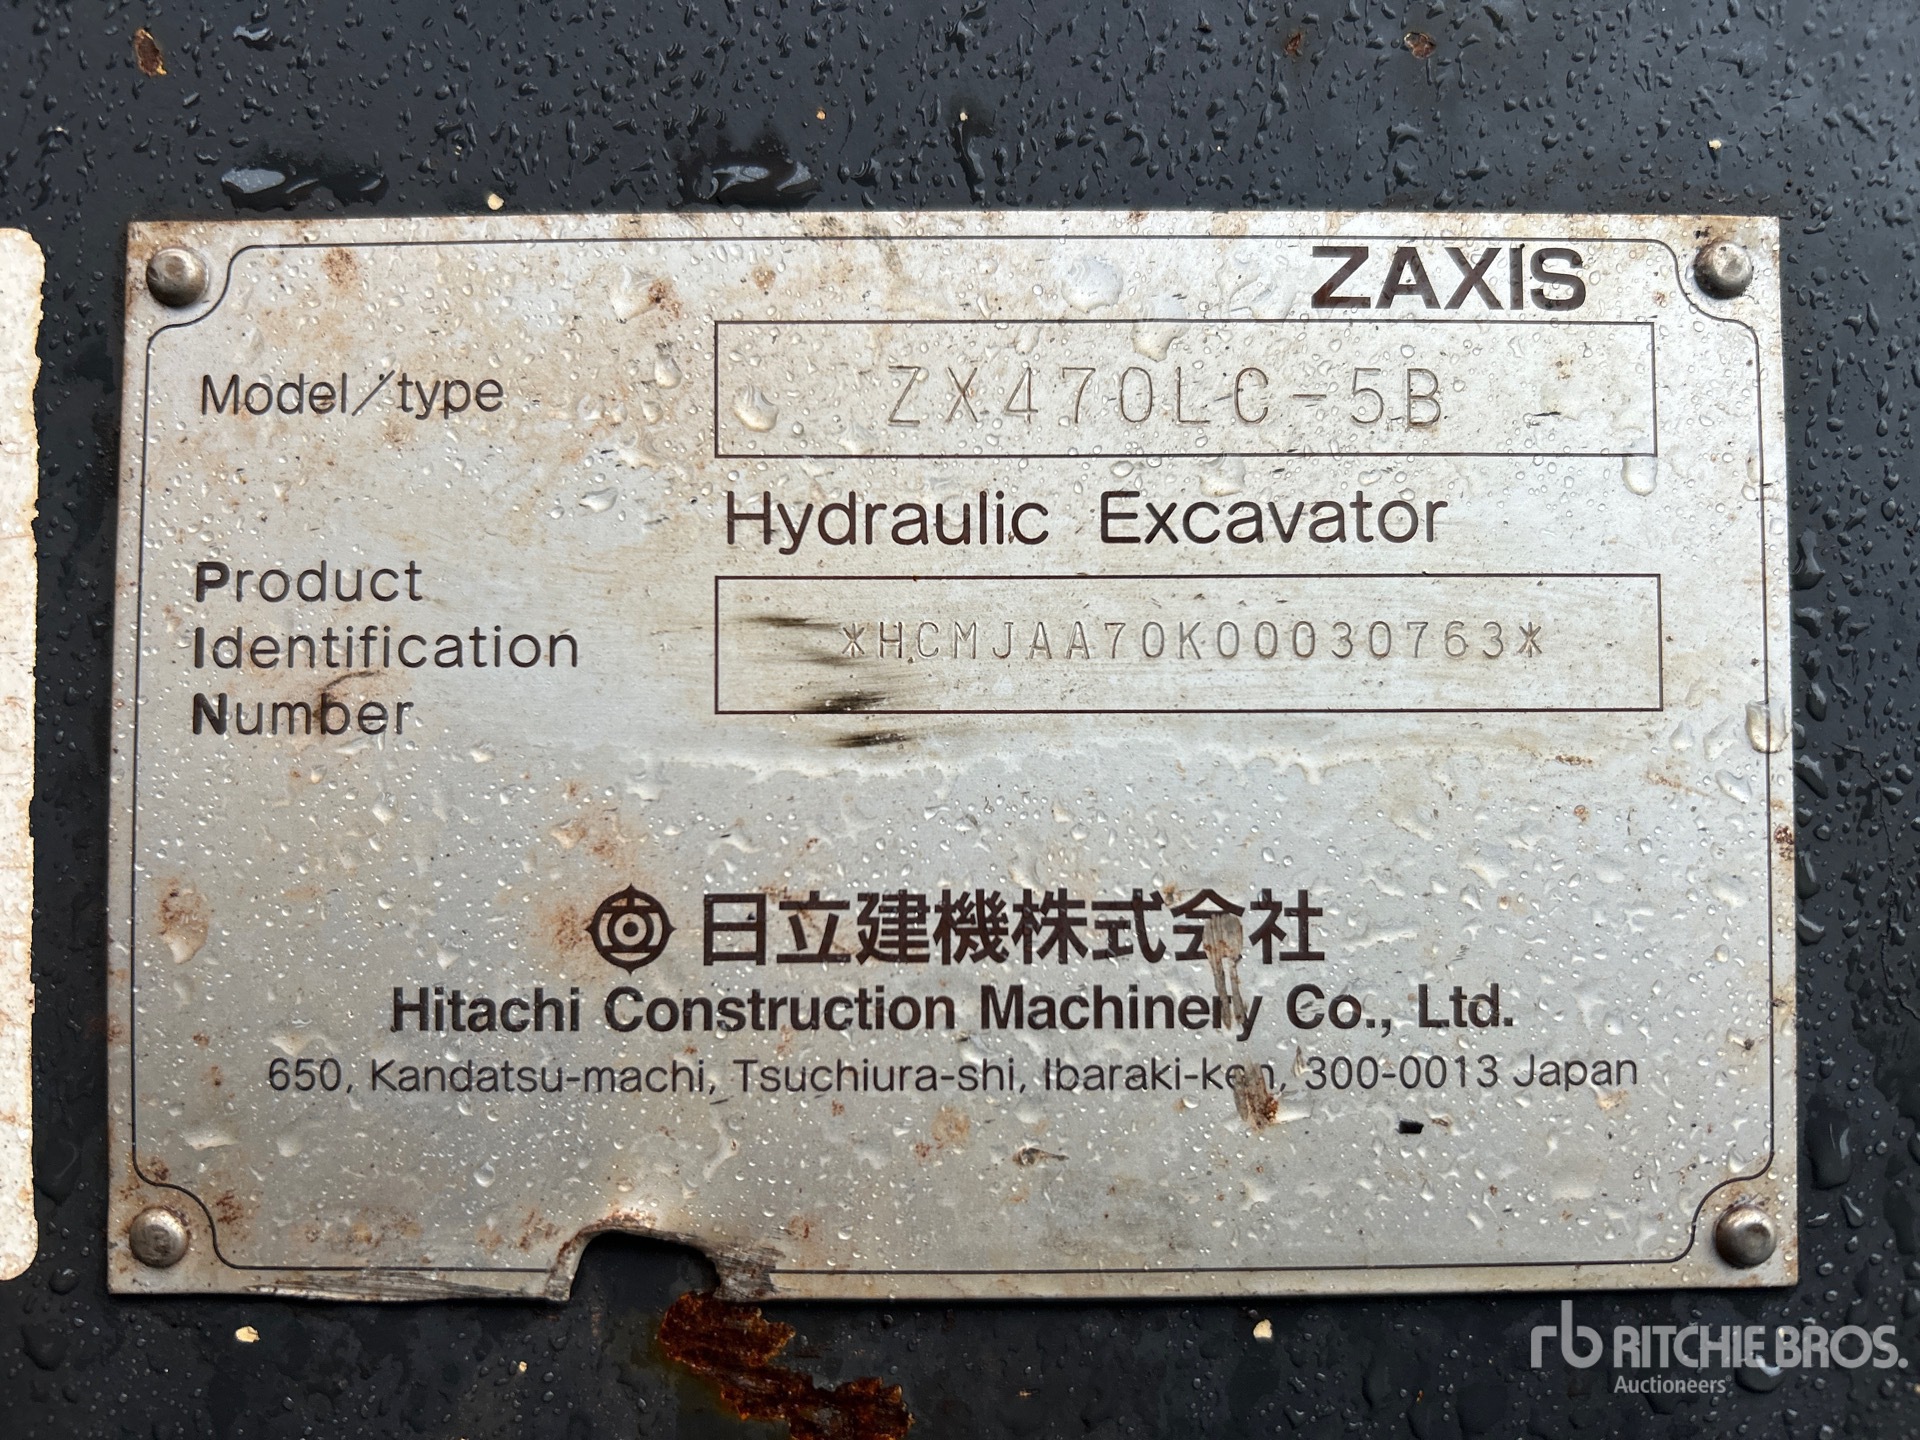 ZAXIS
Model/type
ZX470LC-5B
Hydraulic Excavator
Product
Identification
Number
*HCMJAA70K00030763*
日立建機株式会社
Hitachi Construction Machinery Co., Ltd.
650, Kandatsu-machi, Tsuchiura-shi, Ibaraki-ken, 300-0013 Japan
rb RITCHIE BROS.
Auctioneers